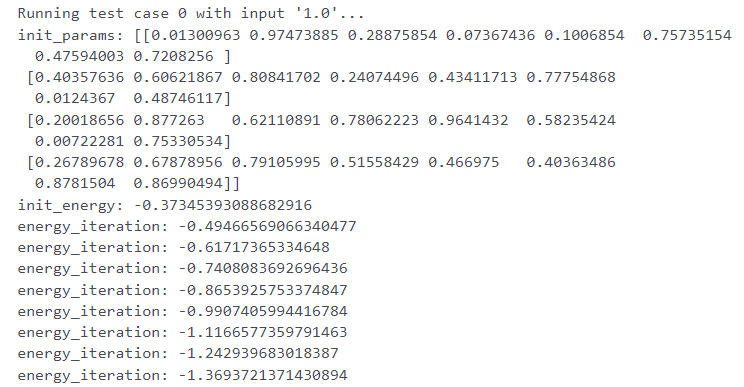 Running test case 0 with input '1.0'...
init_params: [[0.01300963 0.97473885 0.28875854 0.07367436 0.1006854  0.75735154
  0.47594003 0.7208256 ]
 [0.40357636 0.60621867 0.80841702 0.24074496 0.43411713 0.77754868
  0.0124367  0.48746117]
 [0.20018656 0.877263   0.62110891 0.78062223 0.9641432  0.58235424
  0.00722281 0.75330534]
 [0.26789678 0.67878956 0.79105995 0.51558429 0.466975   0.40363486
  0.8781504  0.86990494]]
init_energy: -0.37345393088682916
energy_iteration: -0.49466569066340477
energy_iteration: -0.61717365334648
energy_iteration: -0.7408083692696436
energy_iteration: -0.8653925753374847
energy_iteration: -0.9907405994416784
energy_iteration: -1.1166577359791463
energy_iteration: -1.242939683018387
energy_iteration: -1.3693721371430894